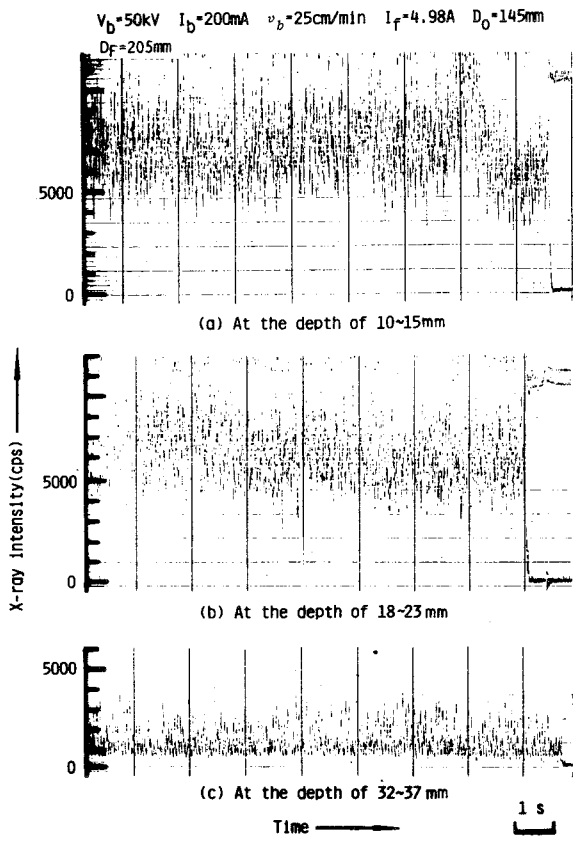 V_b=50kV I_b=200mA v_b=25cm/min I_f=4.98A D_O=145mm
D_F=205mm
5000
0
(a) At the depth of 10~15mm
X-ray intensity(cps)
5000
0
(b) At the depth of 18~23mm
5000
0
(c) At the depth of 32~37mm
Time
1 s